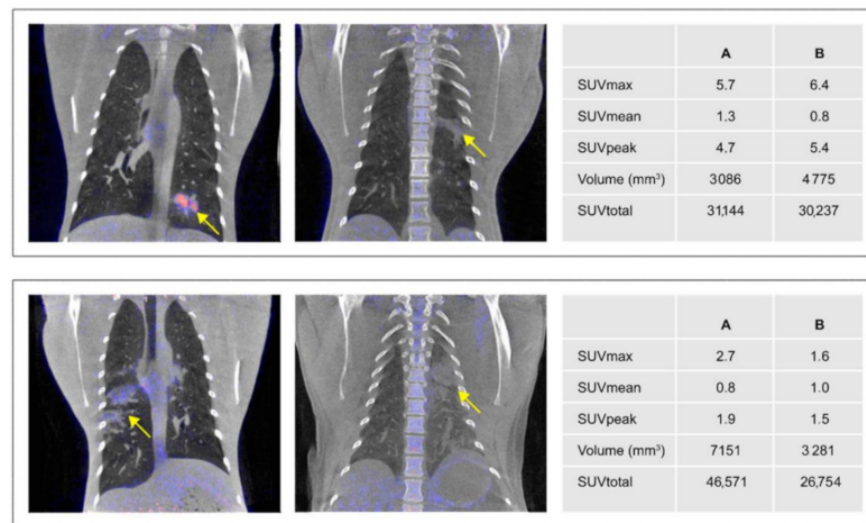 A B
SUVmax 5.7 6.4
SUVmean 1.3 0.8
SUVpeak 4.7 5.4
Volume (mm³) 3086 4775
SUVtotal 31,144 30,237
A B
SUVmax 2.7 1.6
SUVmean 0.8 1.0
SUVpeak 1.9 1.5
Volume (mm³) 7151 3281
SUVtotal 46,571 26,754